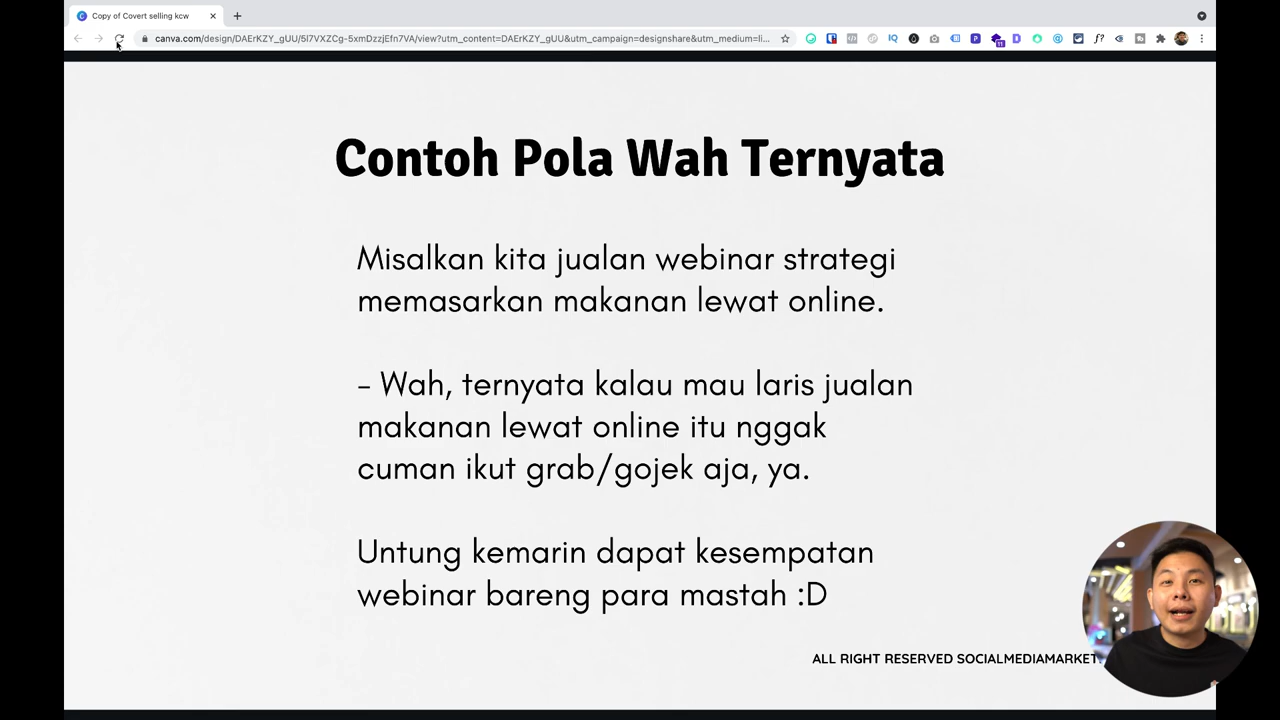 Copy of Covert selling kcw
canva.com/design/DAErKZY_gUU/5l7VXZCg-5xmDzzjEfn7VA/view?utm_content=DAErKZY_gUU&utm_campaign=designshare&utm_medium=li...
Contoh Pola Wah Ternyata
Misalkan kita jualan webinar strategi
memasarkan makanan lewat online.
- Wah, ternyata kalau mau laris jualan
makanan lewat online itu nggak
cuman ikut grab/gojek aja, ya.
Untung kemarin dapat kesempatan
webinar bareng para mastah :D
ALL RIGHT RESERVED SOCIALMEDIAMARKET